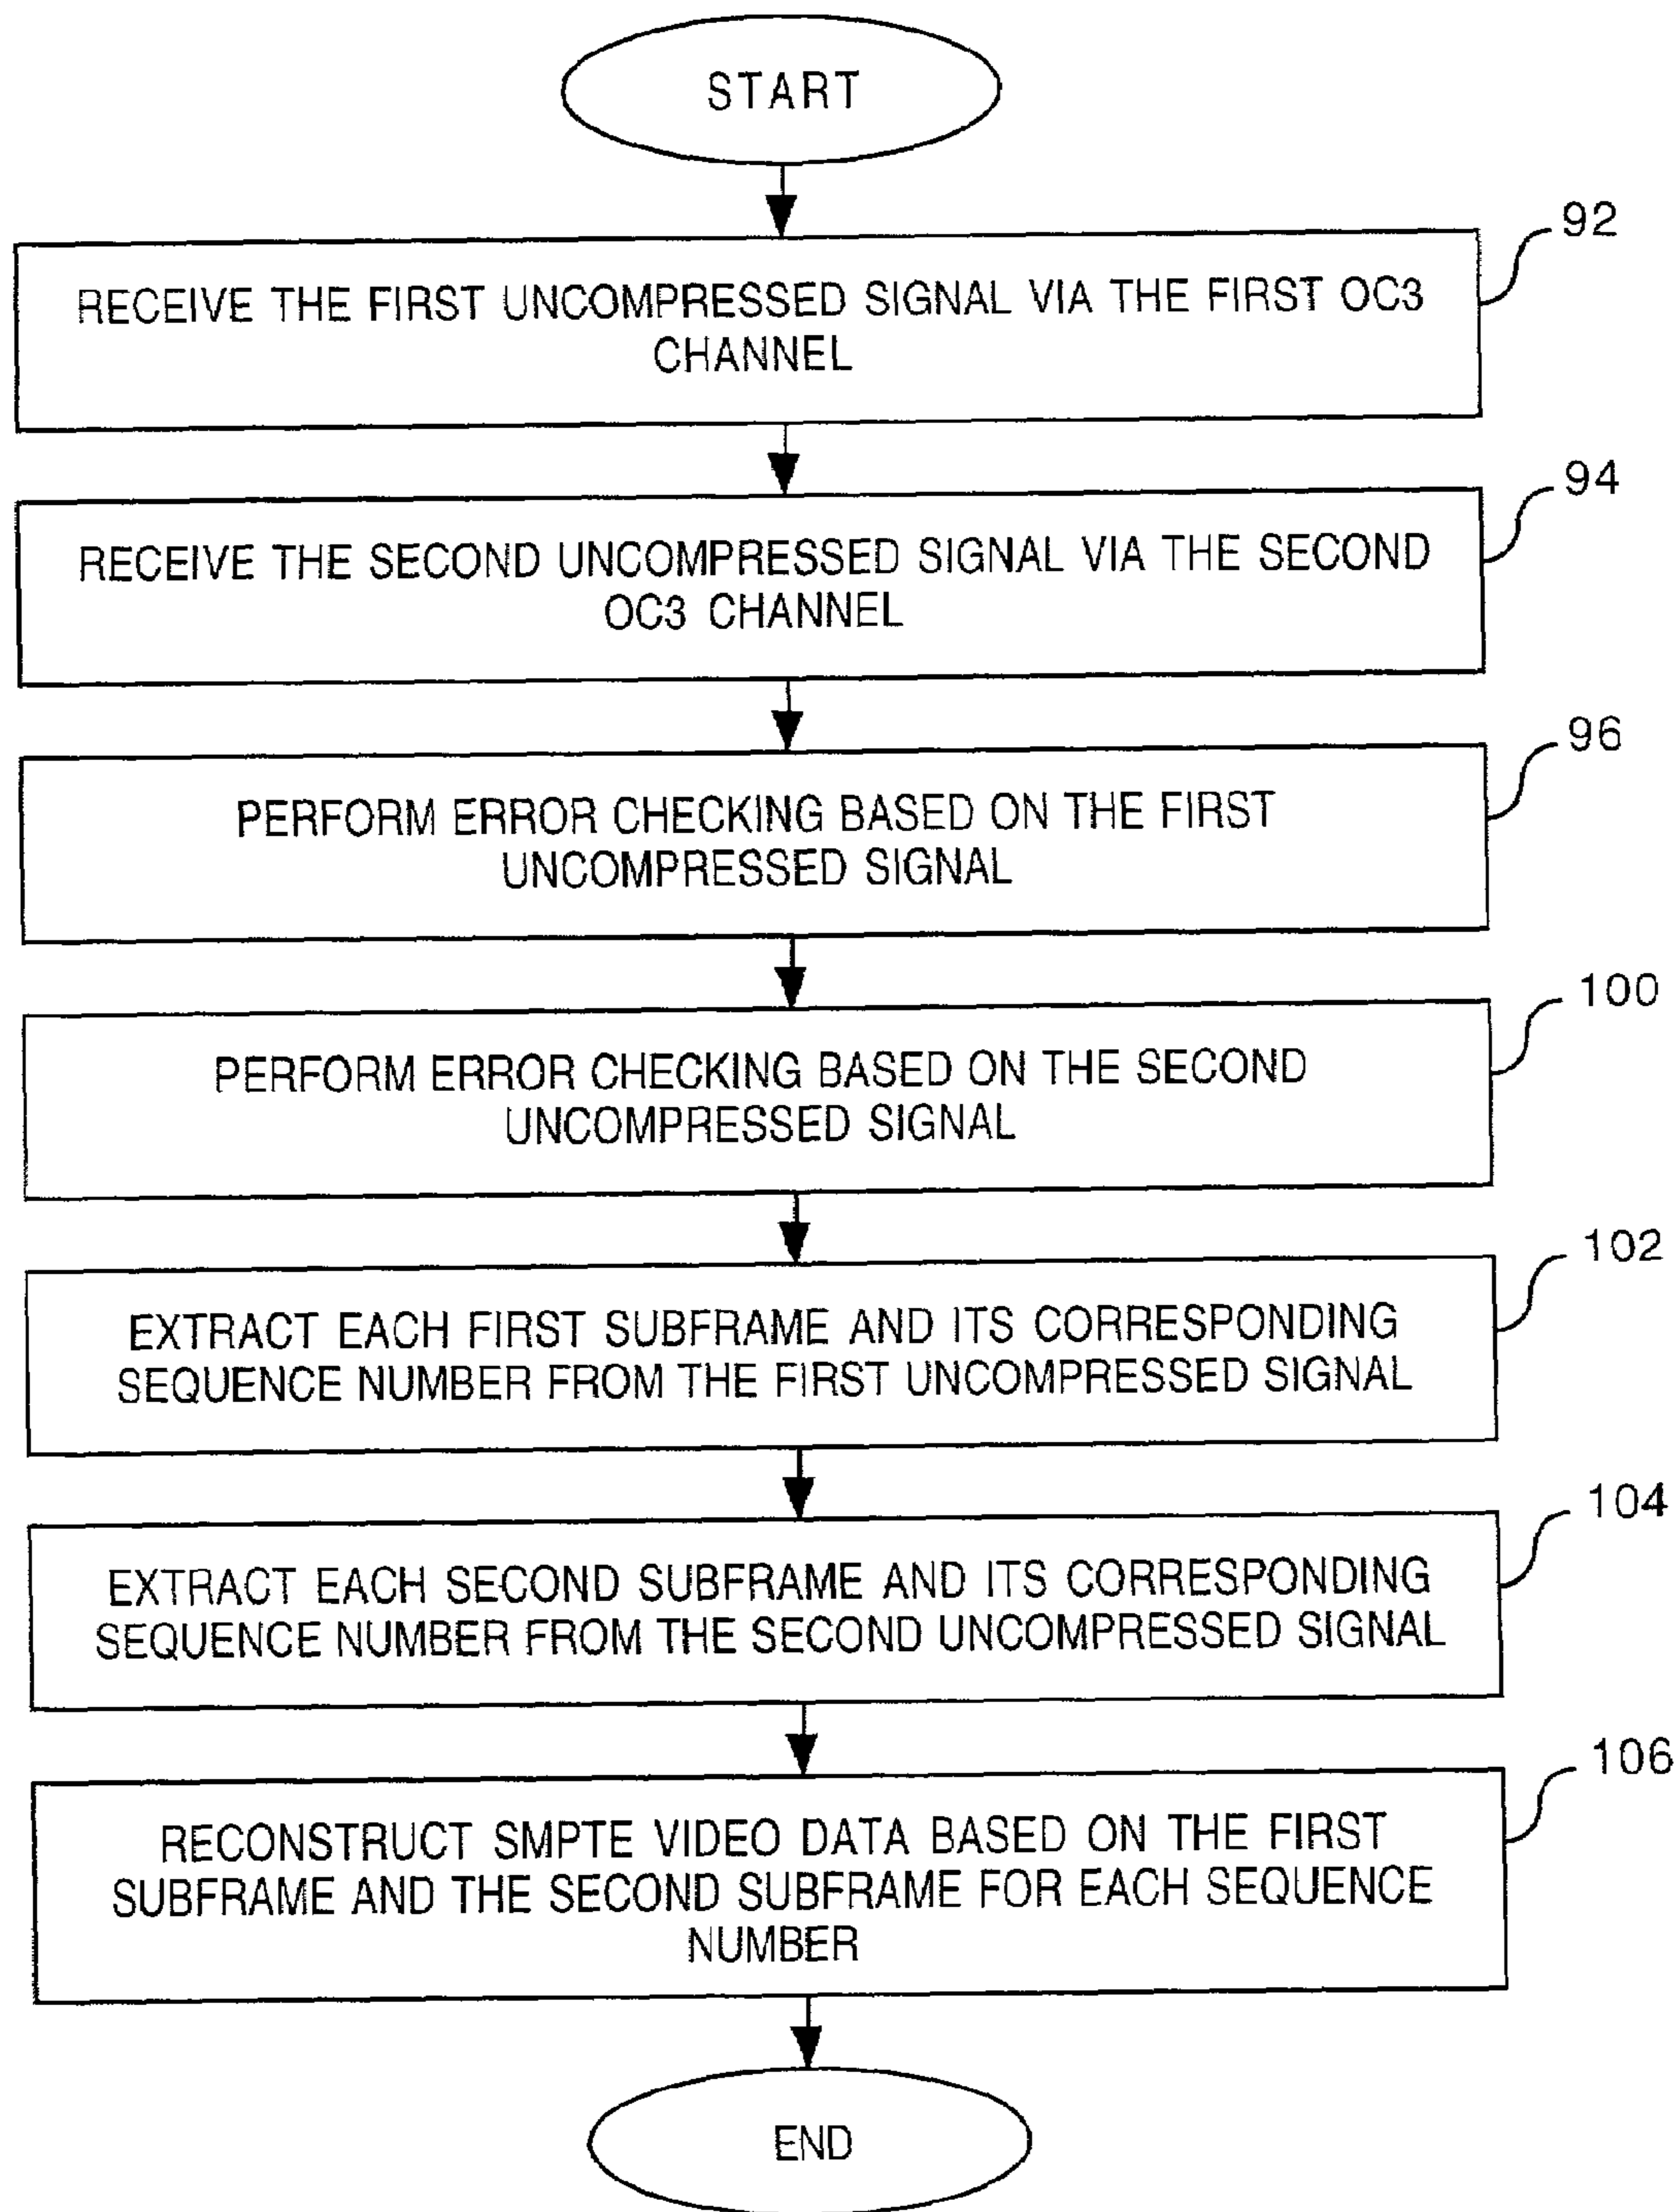 START
92
RECEIVE THE FIRST UNCOMPRESSED SIGNAL VIA THE FIRST OC3
CHANNEL
94
RECEIVE THE SECOND UNCOMPRESSED SIGNAL VIA THE SECOND
OC3 CHANNEL
96
PERFORM ERROR CHECKING BASED ON THE FIRST
UNCOMPRESSED SIGNAL
100
PERFORM ERROR CHECKING BASED ON THE SECOND
UNCOMPRESSED SIGNAL
102
EXTRACT EACH FIRST SUBFRAME AND ITS CORRESPONDING
SEQUENCE NUMBER FROM THE FIRST UNCOMPRESSED SIGNAL
104
EXTRACT EACH SECOND SUBFRAME AND ITS CORRESPONDING
SEQUENCE NUMBER FROM THE SECOND UNCOMPRESSED SIGNAL
106
RECONSTRUCT SMPTE VIDEO DATA BASED ON THE FIRST
SUBFRAME AND THE SECOND SUBFRAME FOR EACH SEQUENCE
NUMBER
END